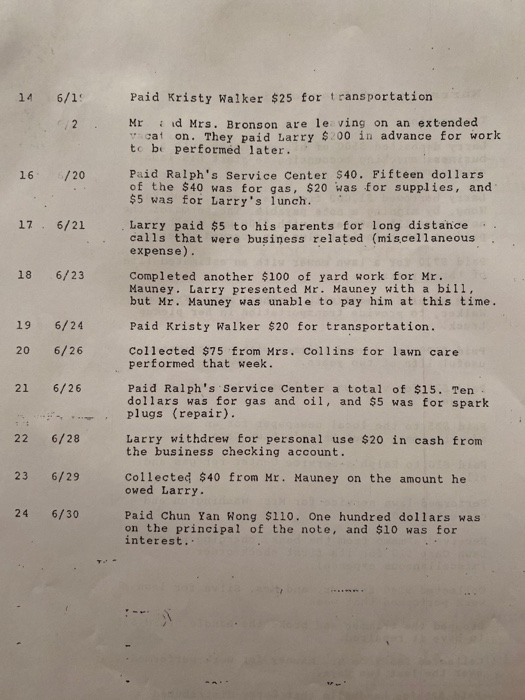 14 6/1 Paid Kristy Walker $25 for transportation
Mr Mrs. Bronson are leaving on an extended
on. They paid Larry in advance for work
to be performed later.
16 /20 Paid Ralph's Service Center $40. Fifteen dollars
of the $40 was for gas, $20 was for supplies, and
$5 was for Larry's lunch.
17 6/21 Larry paid $5 to his parents for long distance
calls that were business related (miscellaneous
expense).
18 6/23 Completed another $100 of yard work for Mr.
Mauney. Larry presented Mr. Mauney with a bill,
but Mr. Mauney was unable to pay him at this time.
19 6/24 Paid Kristy Walker $20 for transportation.
20 6/26 Collected $75 from Mrs. Collins for lawn care
performed that week.
21 6/26 Paid Ralph's Service Center a total of $15. Ten
dollars was for gas and oil, and $5 was for spark
plugs (repair).
22 6/28 Larry withdrew for personal use $20 in cash from
the business checking account.
23 6/29 Collected $40 from Mr. Mauney on the amount he
owed Larry.
24 6/30 Paid Chun Yan Wong $110. One hundred dollars was
on the principal of the note, and $10 was for
interest.